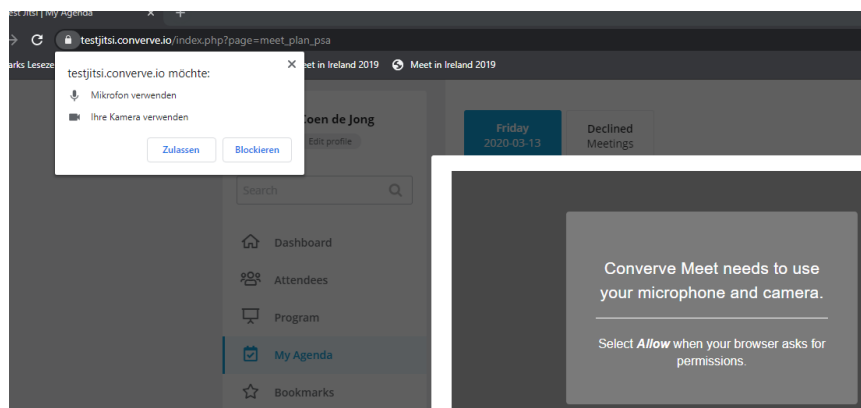 est Jitsi | My Agenda
testjitsi.converve.io/index.php?page=meet_plan_psa
arks Leseze
eet in Ireland 2019
Meet in Ireland 2019
testjitsi.converve.io möchte:
Mikrofon verwenden
Ihre Kamera verwenden
Zulassen
Blockieren
Koen de Jong
Edit profile
Search
Dashboard
Attendees
Program
My Agenda
Bookmarks
Friday
2020-03-13
Declined
Meetings
Converve Meet needs to use
your microphone and camera.
Select Allow when your browser asks for
permissions.